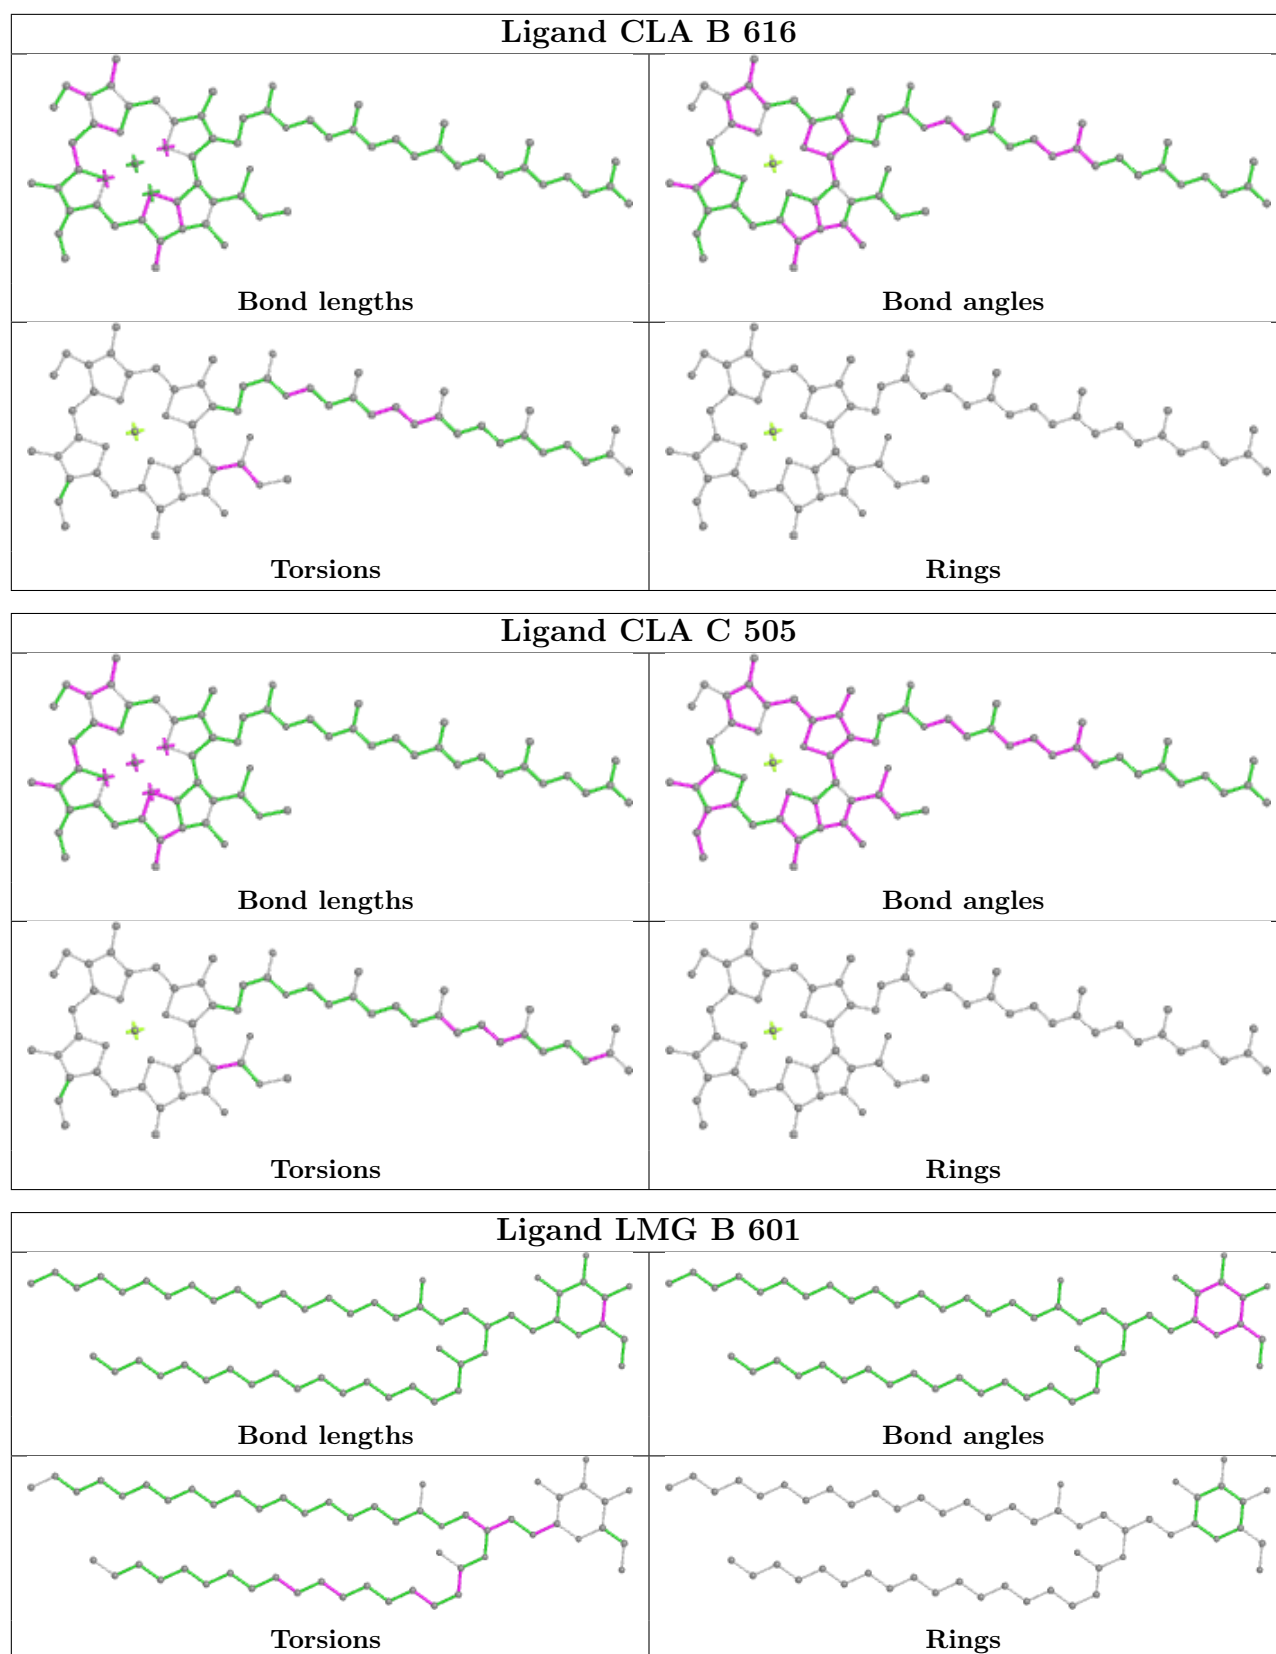 Ligand CLA B 616
Bond lengths
Bond angles
Torsions
Rings
Ligand CLA C 505
Bond lengths
Bond angles
Torsions
Rings
Ligand LMG B 601
Bond lengths
Bond angles
Torsions
Rings